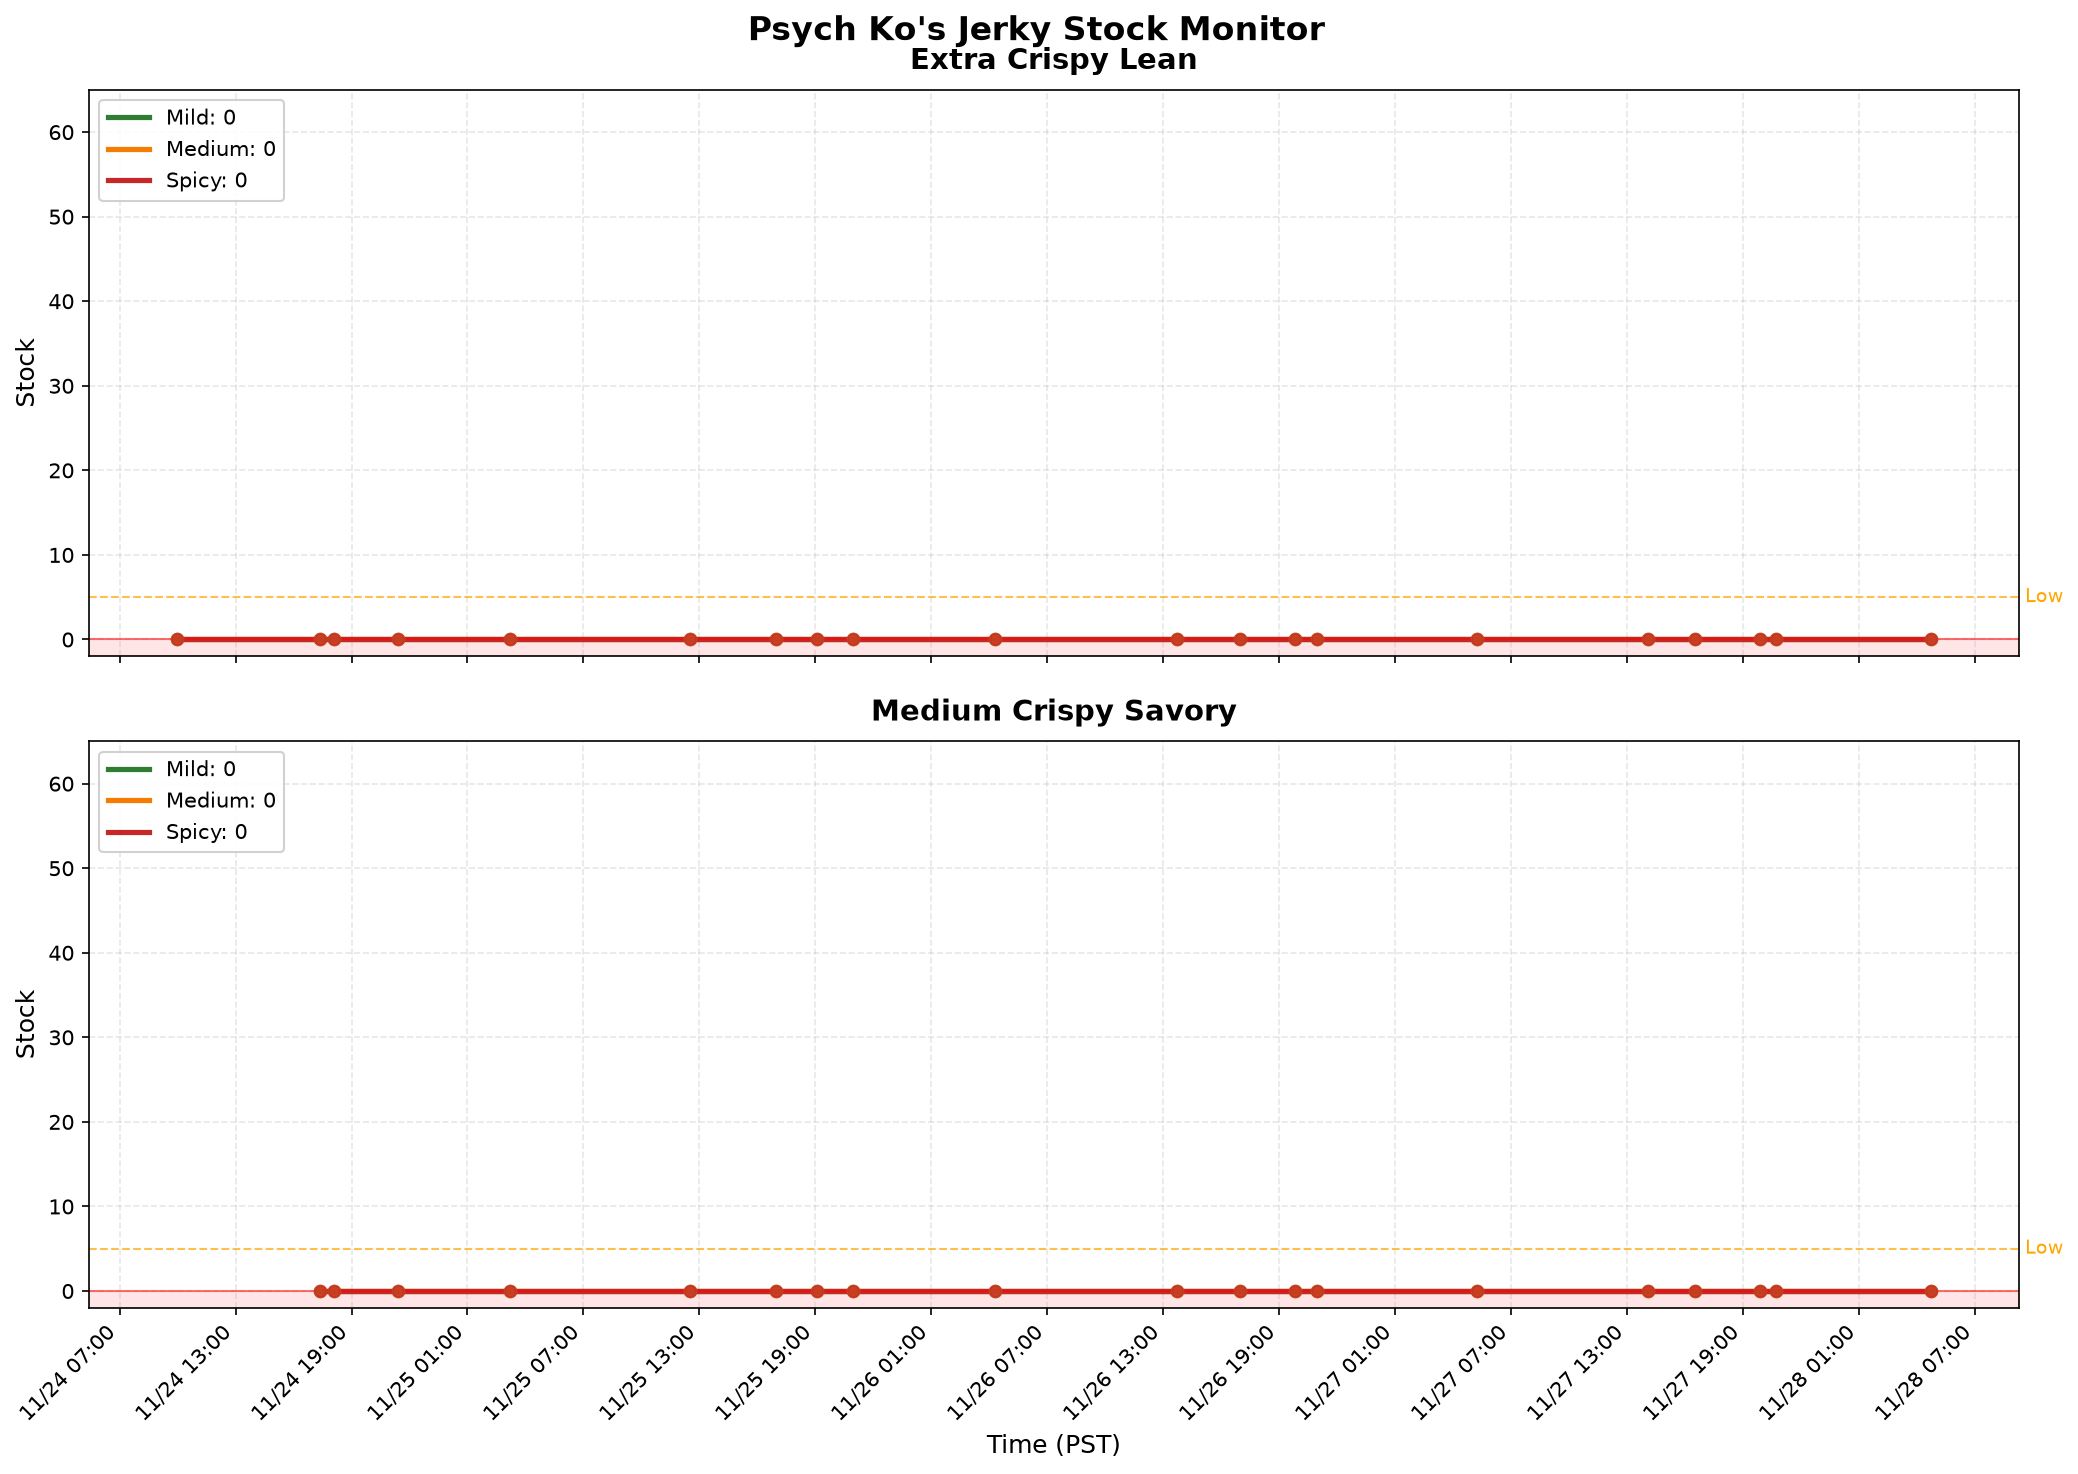 Psych Ko's Jerky Stock Monitor
Extra Crispy Lean
Mild: 0
Medium: 0
Spicy: 0
60
50
40
30
20
10
0
Stock
Low
Medium Crispy Savory
Mild: 0
Medium: 0
Spicy: 0
60
50
40
30
20
10
0
Stock
Low
11/24 07:00
11/24 13:00
11/24 19:00
11/25 01:00
11/25 07:00
11/25 13:00
11/25 19:00
11/26 01:00
11/26 07:00
11/26 13:00
11/26 19:00
11/27 01:00
11/27 07:00
11/27 13:00
11/27 19:00
11/28 01:00
11/28 07:00
Time (PST)